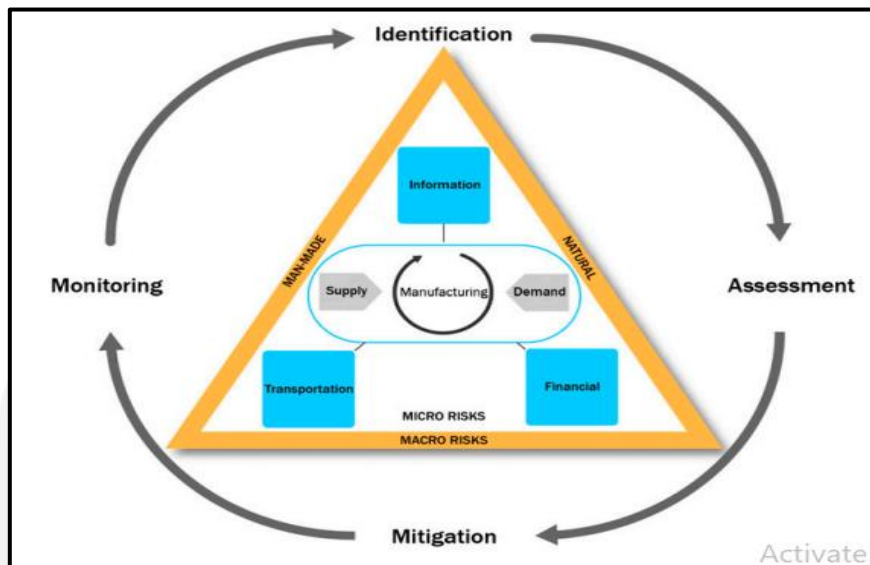 Identification
Information
MAN-MADE
NATURAL
Monitoring
Supply
Manufacturing
Demand
Assessment
Transportation
Financial
MICRO RISKS
MACRO RISKS
Mitigation
Activate